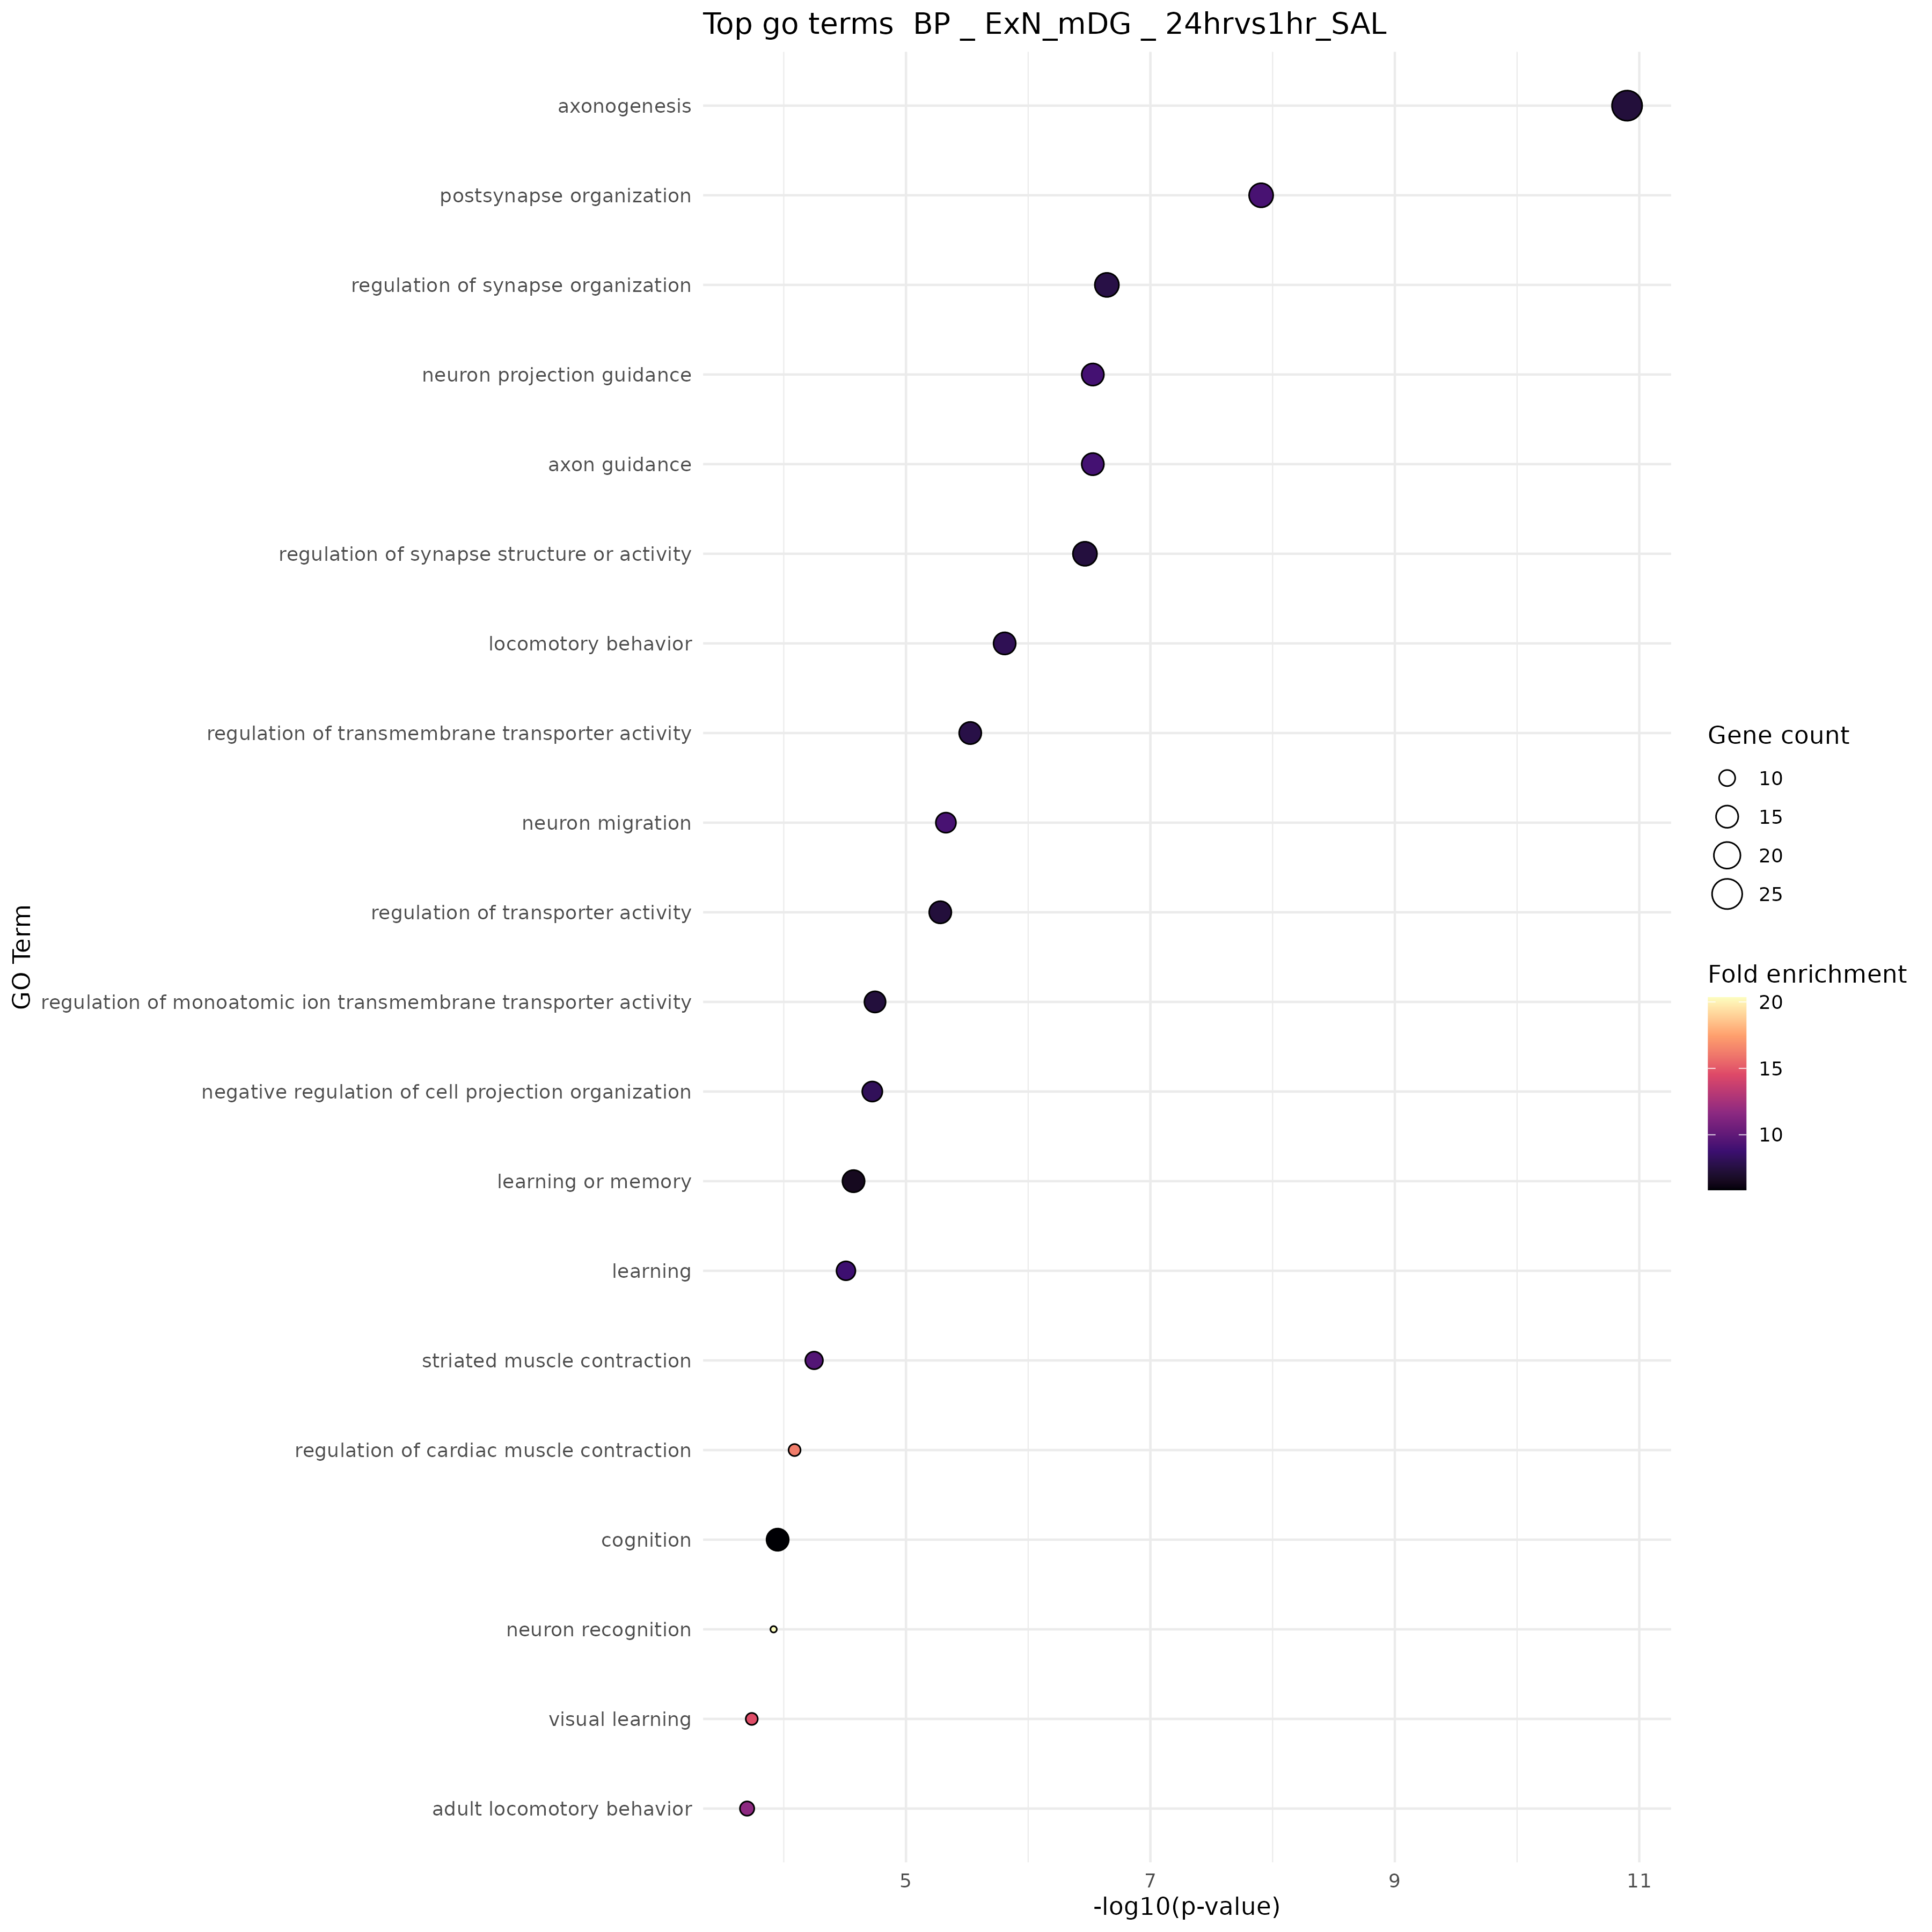 Top go terms  BP _ ExN_mDG _ 24hrvs1hr_SAL
GO Term
axonogenesis
postsynapse organization
regulation of synapse organization
neuron projection guidance
axon guidance
regulation of synapse structure or activity
locomotory behavior
regulation of transmembrane transporter activity
neuron migration
regulation of transporter activity
regulation of monoatomic ion transmembrane transporter activity
negative regulation of cell projection organization
learning or memory
learning
striated muscle contraction
regulation of cardiac muscle contraction
cognition
neuron recognition
visual learning
adult locomotory behavior
5 7 9 11
-log10(p-value)
Gene count
10
15
20
25
Fold enrichment
20
15
10